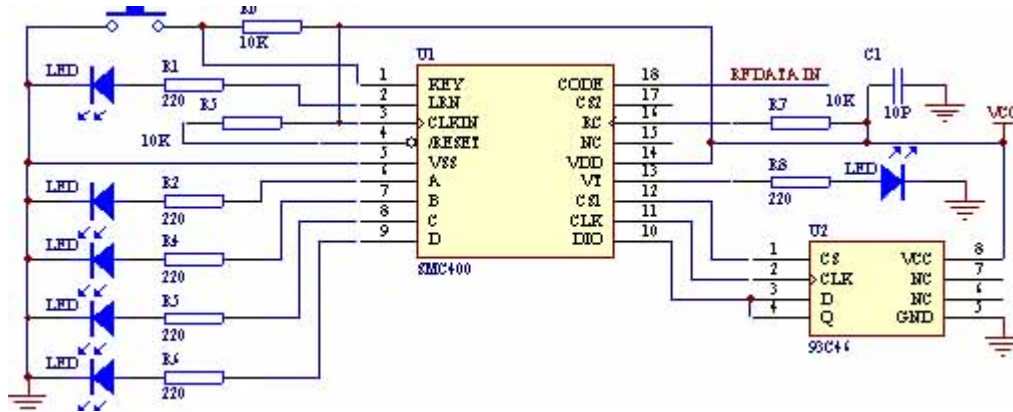 10K
U1
LED
R1
220
R5
10K
LED
R2
220
LED
R4
220
LED
R5
220
LED
R6
220
1 KEY
2 LRN
3 CLKIN
4 /RESET
5 VSS
6 A
7 B
8 C
9 D
CODE 18
CS2 17
RC 16
NC 15
VDD 14
VT 13
CS1 12
CLK 11
DIO 10
SMC400
RFDATA IN
R7
10K
C1
10P
VCC
R8
220
LED
U2
1 CS
2 CLK
3 D
4 Q
VCC 8
NC 7
NC 6
GND 5
93C46